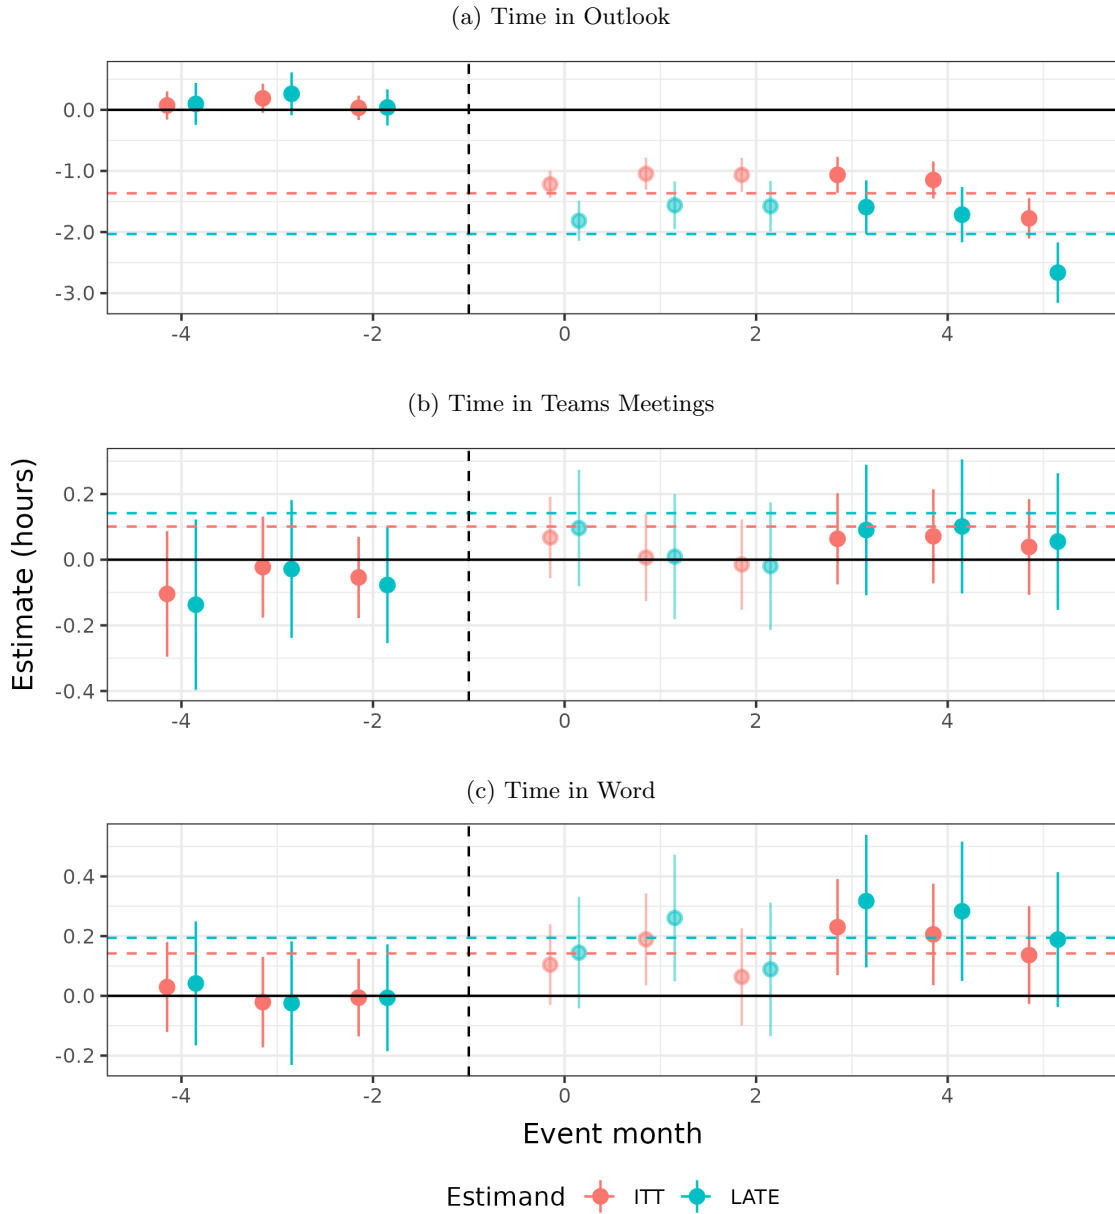 (a) Time in Outlook
0.0
-1.0
-2.0
-3.0
-4 -2 0 2 4
(b) Time in Teams Meetings
Estimate (hours)
0.2
0.0
-0.2
-0.4
-4 -2 0 2 4
(c) Time in Word
0.4
0.2
0.0
-0.2
-4 -2 0 2 4
Event month
Estimand ITT LATE